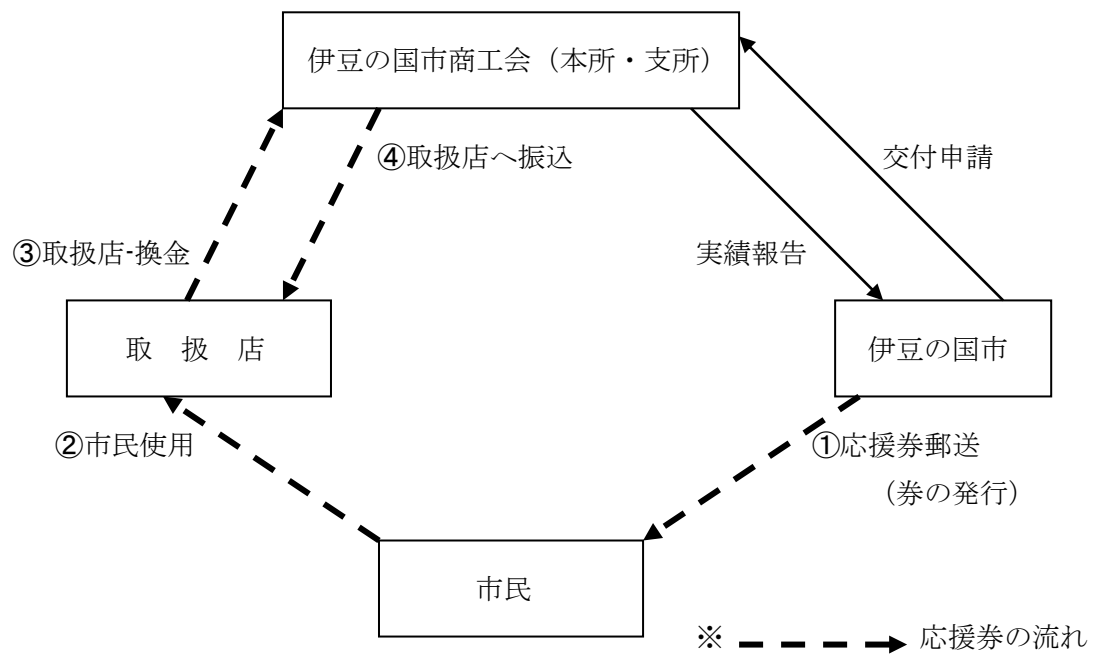 伊豆の国市商工会（本所・支所）
④取扱店へ振込
交付申請
③取扱店-換金
実績報告
取　扱　店
伊豆の国市
②市民使用
①応援券郵送
（券の発行）
市民
※ 応援券の流れ